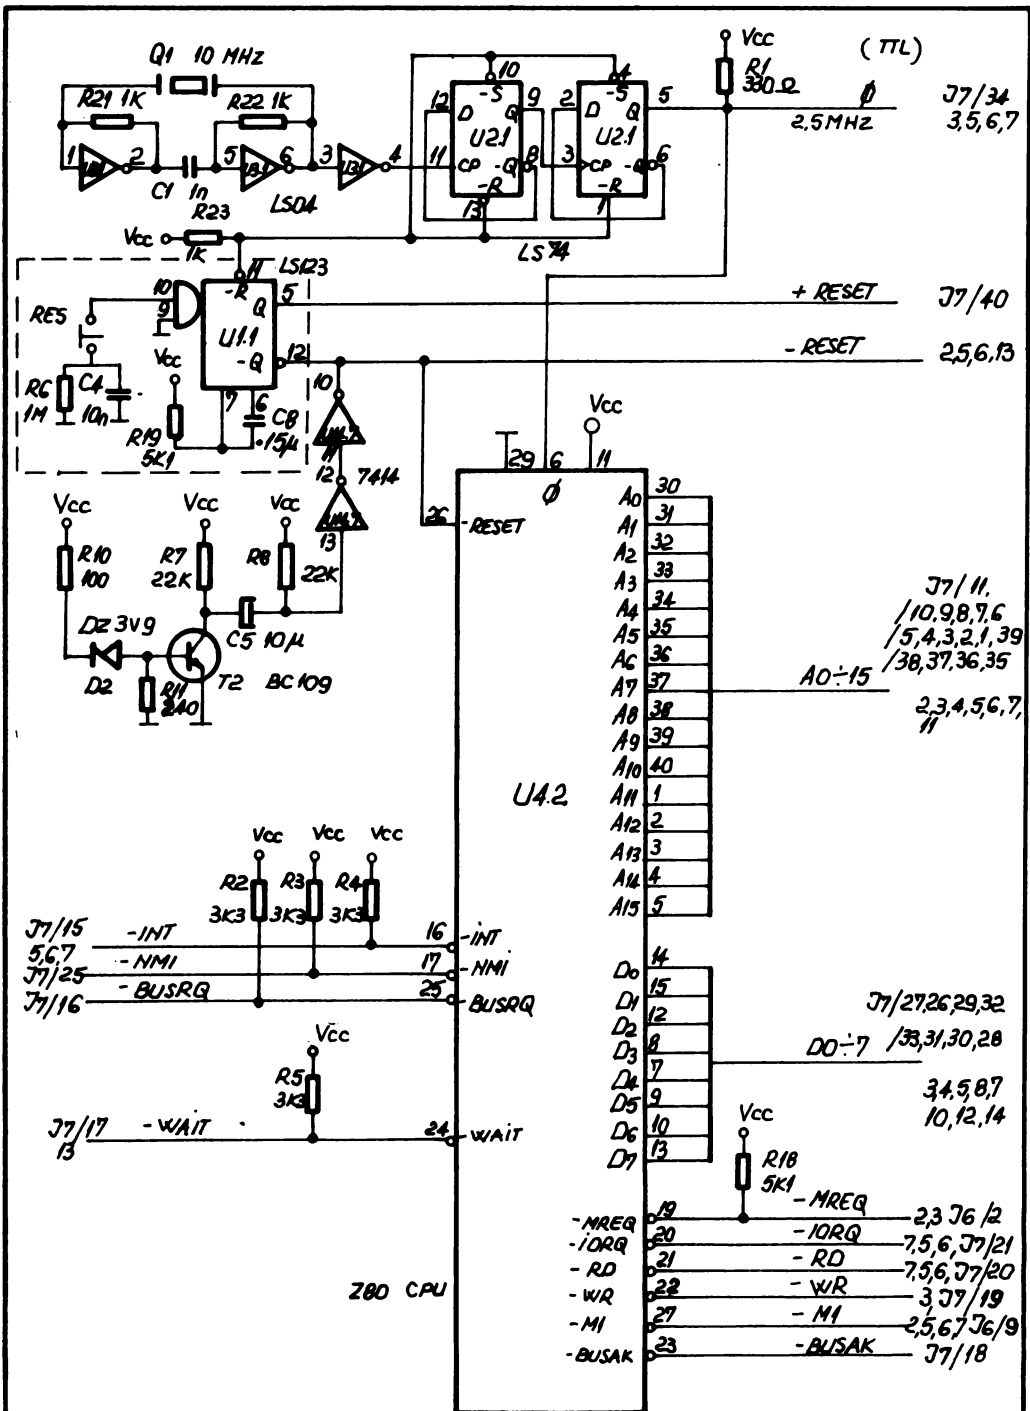 Q1 10 MHz
R21 1K
R22 1K
1
2
5
6
3
4
C1 1n
LS04
R23
1K
Vcc
10
4
12
D
-S
Q
9
U2.1
11
CP
-Q
8
-R
13
2
D
-S
Q
5
U2.1
3
CP
-Q
6
-R
1
LS74
Vcc
R1
330Ω
(TTL)
ϕ
2,5MHZ
J7/34
3,5,6,7
LS123
11
-R
10
9
Q
5
U1.1
-Q
12
7
6
RES
R6
1M
C4
10n
Vcc
R19
5K1
C8
.15µ
+ RESET
J7/40
- RESET
2,5,6,13
10
11
12
7414
13
Vcc
R10
100
Vcc
R7
22K
Vcc
R8
22K
DZ 3V9
D2
R11
240
T2
BC109
C5 10µ
Vcc
29
6
11
ϕ
26
-RESET
A0 30
A1 31
A2 32
A3 33
A4 34
A5 35
A6 36
A7 37
A8 38
A9 39
A10 40
A11 1
A12 2
A13 3
A14 4
A15 5
A0÷15
J7/11,
/10,9,8,7,6
/5,4,3,2,1,39
/38,37,36,35
2,3,4,5,6,7,
11
U4.2
Vcc
Vcc
Vcc
R2
3K3
R3
3K3
R4
3K3
J7/15
5,6,7
-INT
16
-INT
J7/25
-NMI
17
-NMI
J7/16
-BUSRQ
25
BUSRQ
Vcc
R5
3K3
J7/17
13
-WAIT
24
WAIT
D0 14
D1 15
D2 12
D3 8
D4 7
D5 9
D6 10
D7 13
D0÷7
J7/27,26,29,32
/33,31,30,28
3,4,5,8,7
10,12,14
Vcc
R18
5K1
-MREQ 19 -MREQ 2,3 J6/2
-IORQ 20 -IORQ 7,5,6, J7/21
-RD 21 -RD 7,5,6, J7/20
-WR 22 -WR 3, J7/19
-M1 27 -M1 2,5,6,7 J6/9
-BUSAK 23 -BUSAK J7/18
Z80 CPU